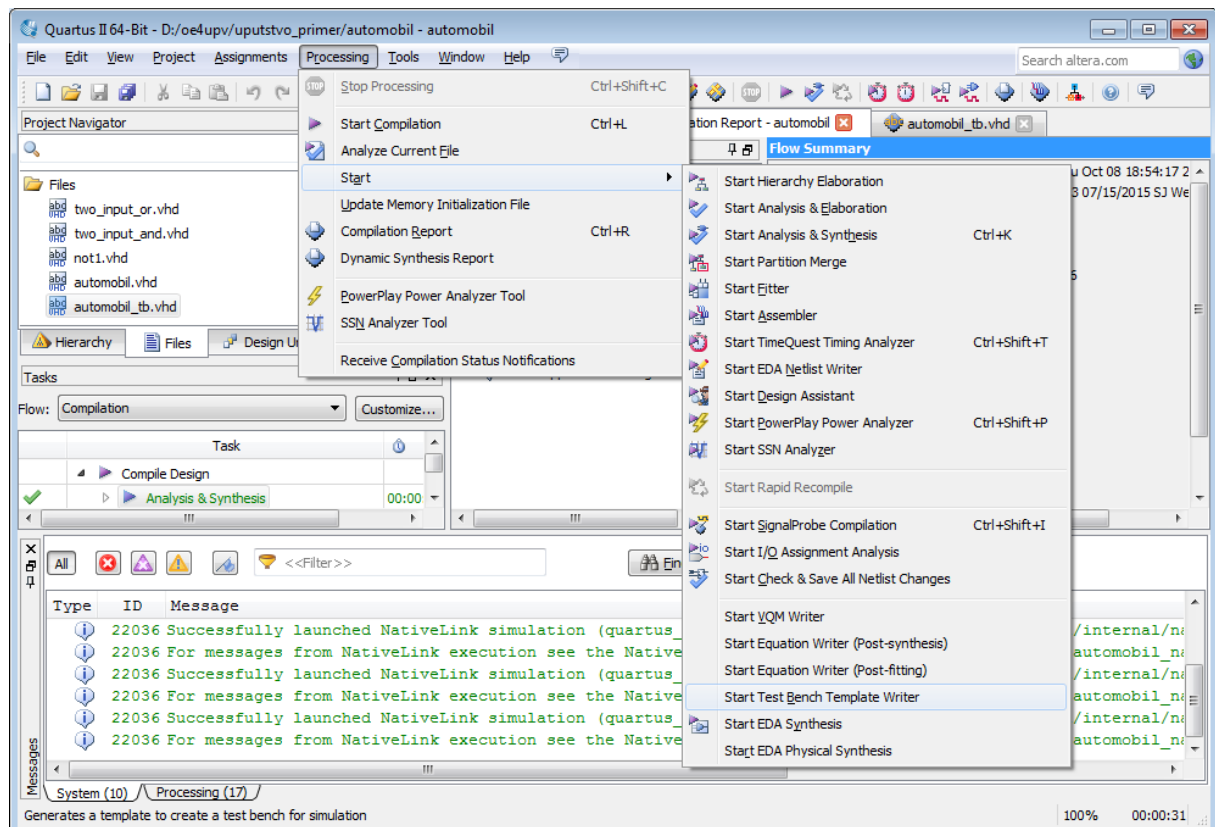 Quartus II 64-Bit - D:/oe4upv/uputstvo_primer/automobil - automobil
File Edit View Project Assignments Processing Tools Window Help
Search altera.com
Stop Processing Ctrl+Shift+C
Start Compilation Ctrl+L
Analyze Current File
Start
Update Memory Initialization File
Compilation Report Ctrl+R
Dynamic Synthesis Report
PowerPlay Power Analyzer Tool
SSN Analyzer Tool
Receive Compilation Status Notifications
Project Navigator
Files
two_input_or.vhd
two_input_and.vhd
not1.vhd
automobil.vhd
automobil_tb.vhd
Hierarchy Files Design
Report - automobil automobil_tb.vhd
Flow Summary
Oct 08 18:54:17
07/15/2015 SJ
Start Hierarchy Elaboration
Start Analysis & Elaboration
Start Analysis & Synthesis Ctrl+K
Start Partition Merge
Start Fitter
Start Assembler
Start TimeQuest Timing Analyzer Ctrl+Shift+T
Start EDA Netlist Writer
Start Design Assistant
Start PowerPlay Power Analyzer Ctrl+Shift+P
Start SSN Analyzer
Start Rapid Recompile
Start SignalProbe Compilation Ctrl+Shift+I
Start I/O Assignment Analysis
Start Check & Save All Netlist Changes
Start VQM Writer
Start Equation Writer (Post-synthesis)
Start Equation Writer (Post-fitting)
Start Test Bench Template Writer
Start EDA Synthesis
Start EDA Physical Synthesis
Tasks
Flow: Compilation Customize...
Task
Compile Design
Analysis & Synthesis 00:00
All <<Filter>>
Type ID Message
22036 Successfully launched NativeLink simulation (quartus_ /internal/na
22036 For messages from NativeLink execution see the Native automobil_na
22036 Successfully launched NativeLink simulation (quartus_ /internal/na
22036 For messages from NativeLink execution see the Native automobil_na
22036 Successfully launched NativeLink simulation (quartus_ /internal/na
22036 For messages from NativeLink execution see the Native automobil_na
Messages
System (10) Processing (17)
Generates a template to create a test bench for simulation 100% 00:00:31